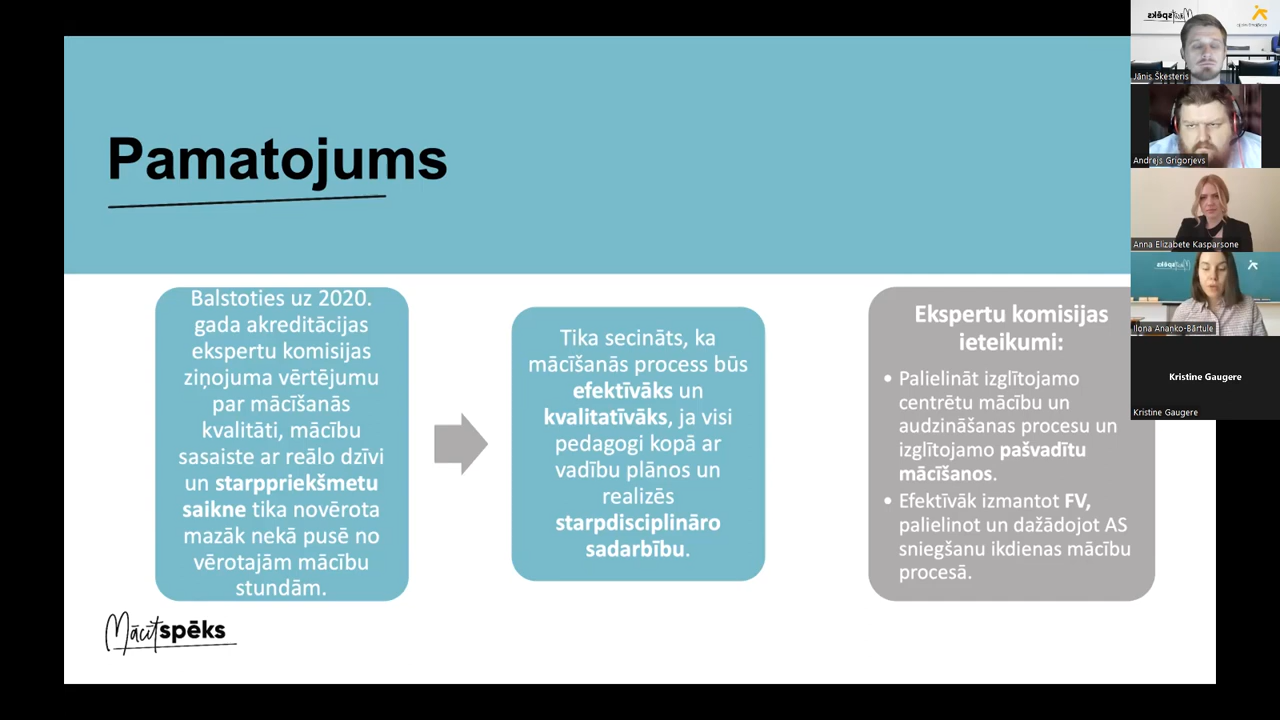 Pamatojums
Balstoties uz 2020.
gada akreditācijas
ekspertu komisijas
ziņojuma vērtējumu
par mācīšanās
kvalitāti, mācību
sasaiste ar reālo dzīvi
un starppriekšmetu
saikne tika novērota
mazāk nekā pusē no
vērotajām mācību
stundām.
Tika secināts, ka
mācīšanās process būs
efektīvāks un
kvalitatīvāks, ja visi
pedagogi kopā ar
vadību plānos un
realizēs
starpdisciplināro
sadarbību.
Ekspertu komisijas
ieteikumi:
• Palielināt izglītojamo
centrētu mācību un
audzināšanas procesu un
izglītojamo pašvadītu
mācīšanos.
• Efektīvāk izmantot FV,
palielinot un dažādojot AS
sniegšanu ikdienas mācību
procesā.
Mācītspēks
Mācītspēks
Jānis Škesteris
Andrejs Grigorjevs
Anna Elizabete Kasparsone
Mācītspēks
Ilona Ananko-Bārtule
Kristine Gaugere
Kristine Gaugere